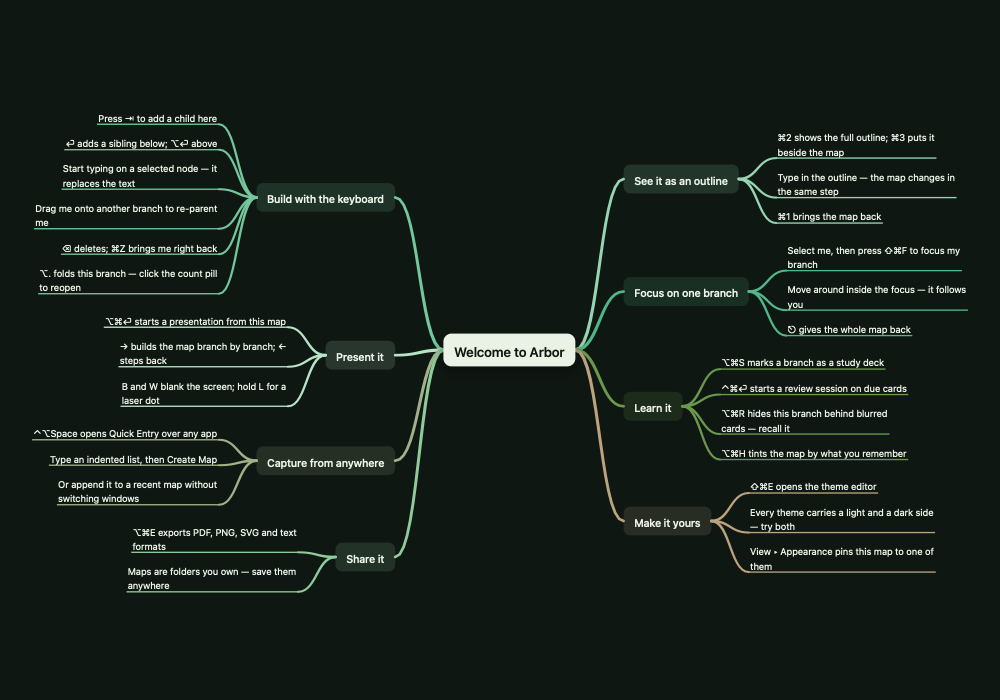 Welcome to Arbor
Build with the keyboard
Press ⇥ to add a child here
⏎ adds a sibling below; ⌥⏎ above
Start typing on a selected node — it
replaces the text
Drag me onto another branch to re-parent
me
⌫ deletes; ⌘Z brings me right back
⌥. folds this branch — click the count pill
to reopen
Present it
⌥⌘⏎ starts a presentation from this map
→ builds the map branch by branch; ←
steps back
B and W blank the screen; hold L for a
laser dot
Capture from anywhere
⌃⌥Space opens Quick Entry over any app
Type an indented list, then Create Map
Or append it to a recent map without
switching windows
Share it
⌥⌘E exports PDF, PNG, SVG and text
formats
Maps are folders you own — save them
anywhere
See it as an outline
⌘2 shows the full outline; ⌘3 puts it
beside the map
Type in the outline — the map changes in
the same step
⌘1 brings the map back
Focus on one branch
Select me, then press ⇧⌘F to focus my
branch
Move around inside the focus — it follows
you
⎋ gives the whole map back
Learn it
⌥⌘S marks a branch as a study deck
⌃⌘⏎ starts a review session on due cards
⌥⌘R hides this branch behind blurred
cards — recall it
⌥⌘H tints the map by what you remember
Make it yours
⇧⌘E opens the theme editor
Every theme carries a light and a dark side
— try both
View ▸ Appearance pins this map to one of
them